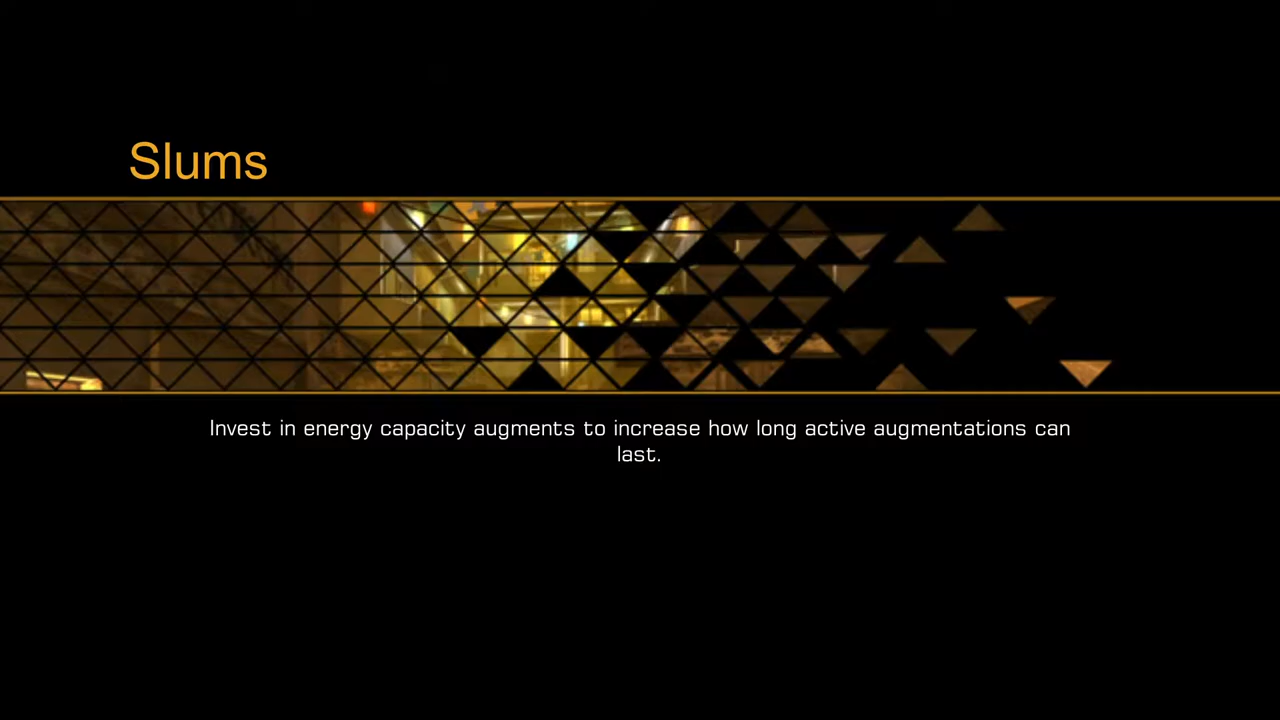 Slums
Invest in energy capacity augments to increase how long active augmentations can
last.